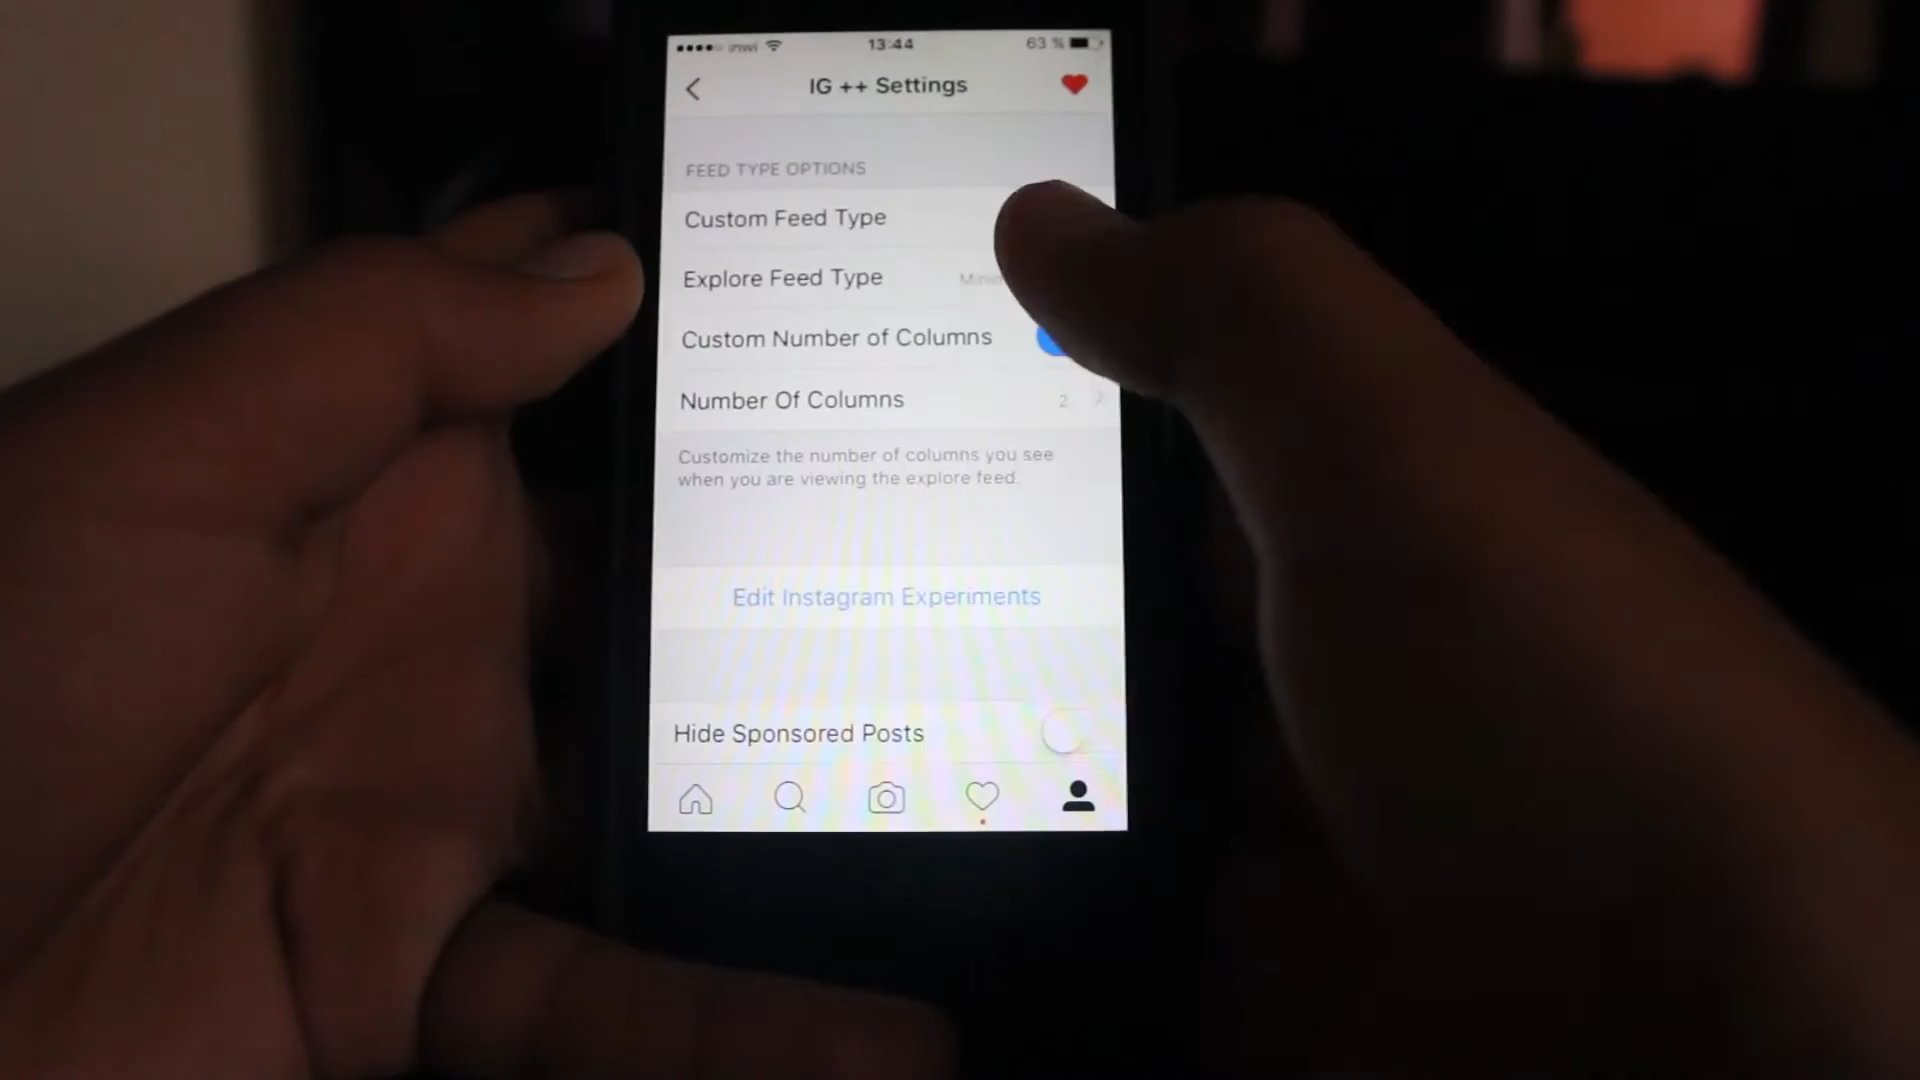 inwi 13:44 63 %
IG ++ Settings
FEED TYPE OPTIONS
Custom Feed Type
Explore Feed Type
Custom Number of Columns
Number Of Columns 2
Customize the number of columns you see
when you are viewing the explore feed.
Edit Instagram Experiments
Hide Sponsored Posts